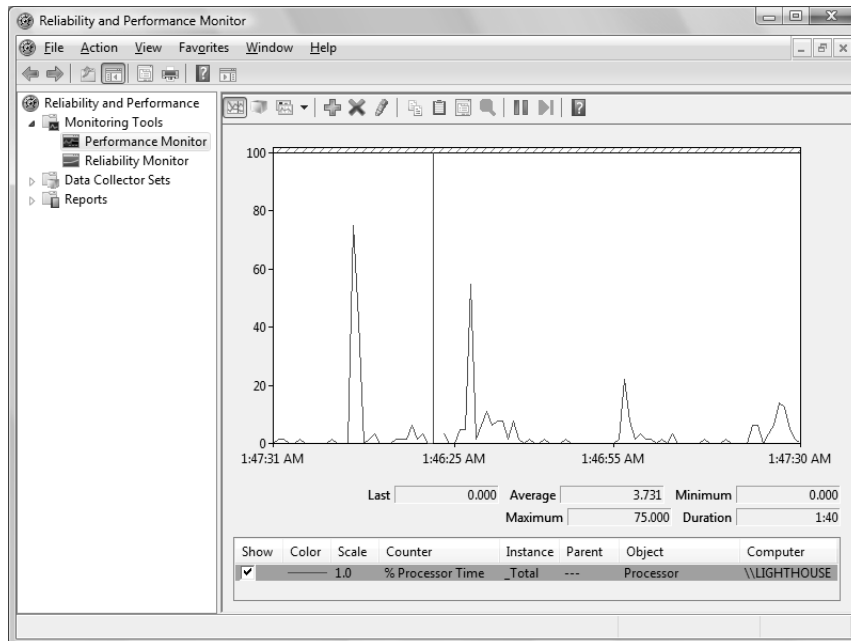 Reliability and Performance Monitor
File Action View Favorites Window Help
Reliability and Performance
Monitoring Tools
Performance Monitor
Reliability Monitor
Data Collector Sets
Reports
100
80
60
40
20
0
1:47:31 AM 1:46:25 AM 1:46:55 AM 1:47:30 AM
Last 0.000 Average 3.731 Minimum 0.000
Maximum 75.000 Duration 1:40
Show Color Scale Counter Instance Parent Object Computer
1.0 % Processor Time _Total --- Processor \\LIGHTHOUSE